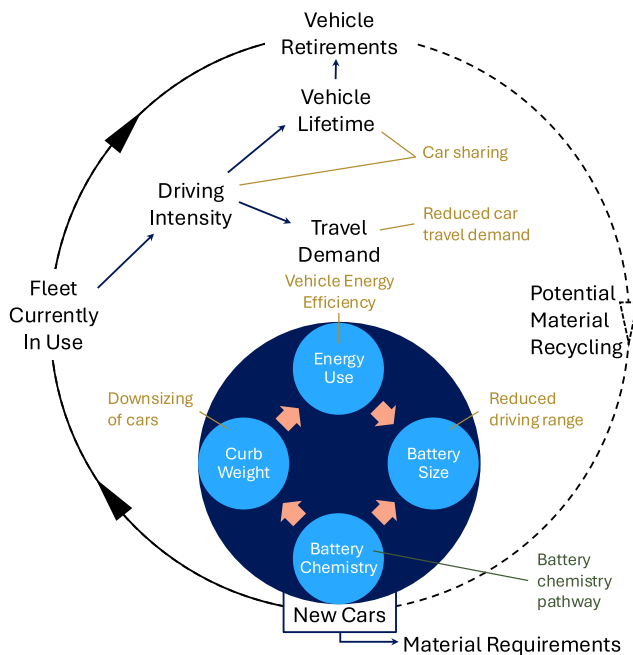 Vehicle
Retirements
Vehicle
Lifetime
Car sharing
Driving
Intensity
Reduced car
travel demand
Travel
Demand
Fleet
Currently
In Use
Vehicle Energy
Efficiency
Potential
Material
Recycling
Energy
Use
Downsizing
of cars
Reduced
driving range
Curb
Weight
Battery
Size
Battery
Chemistry
Battery
chemistry
pathway
New Cars
Material Requirements